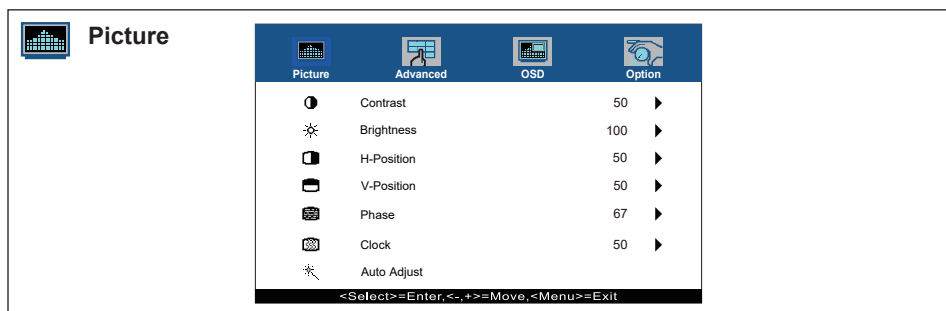 Picture
Picture Advanced OSD Option
Contrast 50
Brightness 100
H-Position 50
V-Position 50
Phase 67
Clock 50
Auto Adjust
<Select>=Enter,<-,+>=Move,<Menu>=Exit